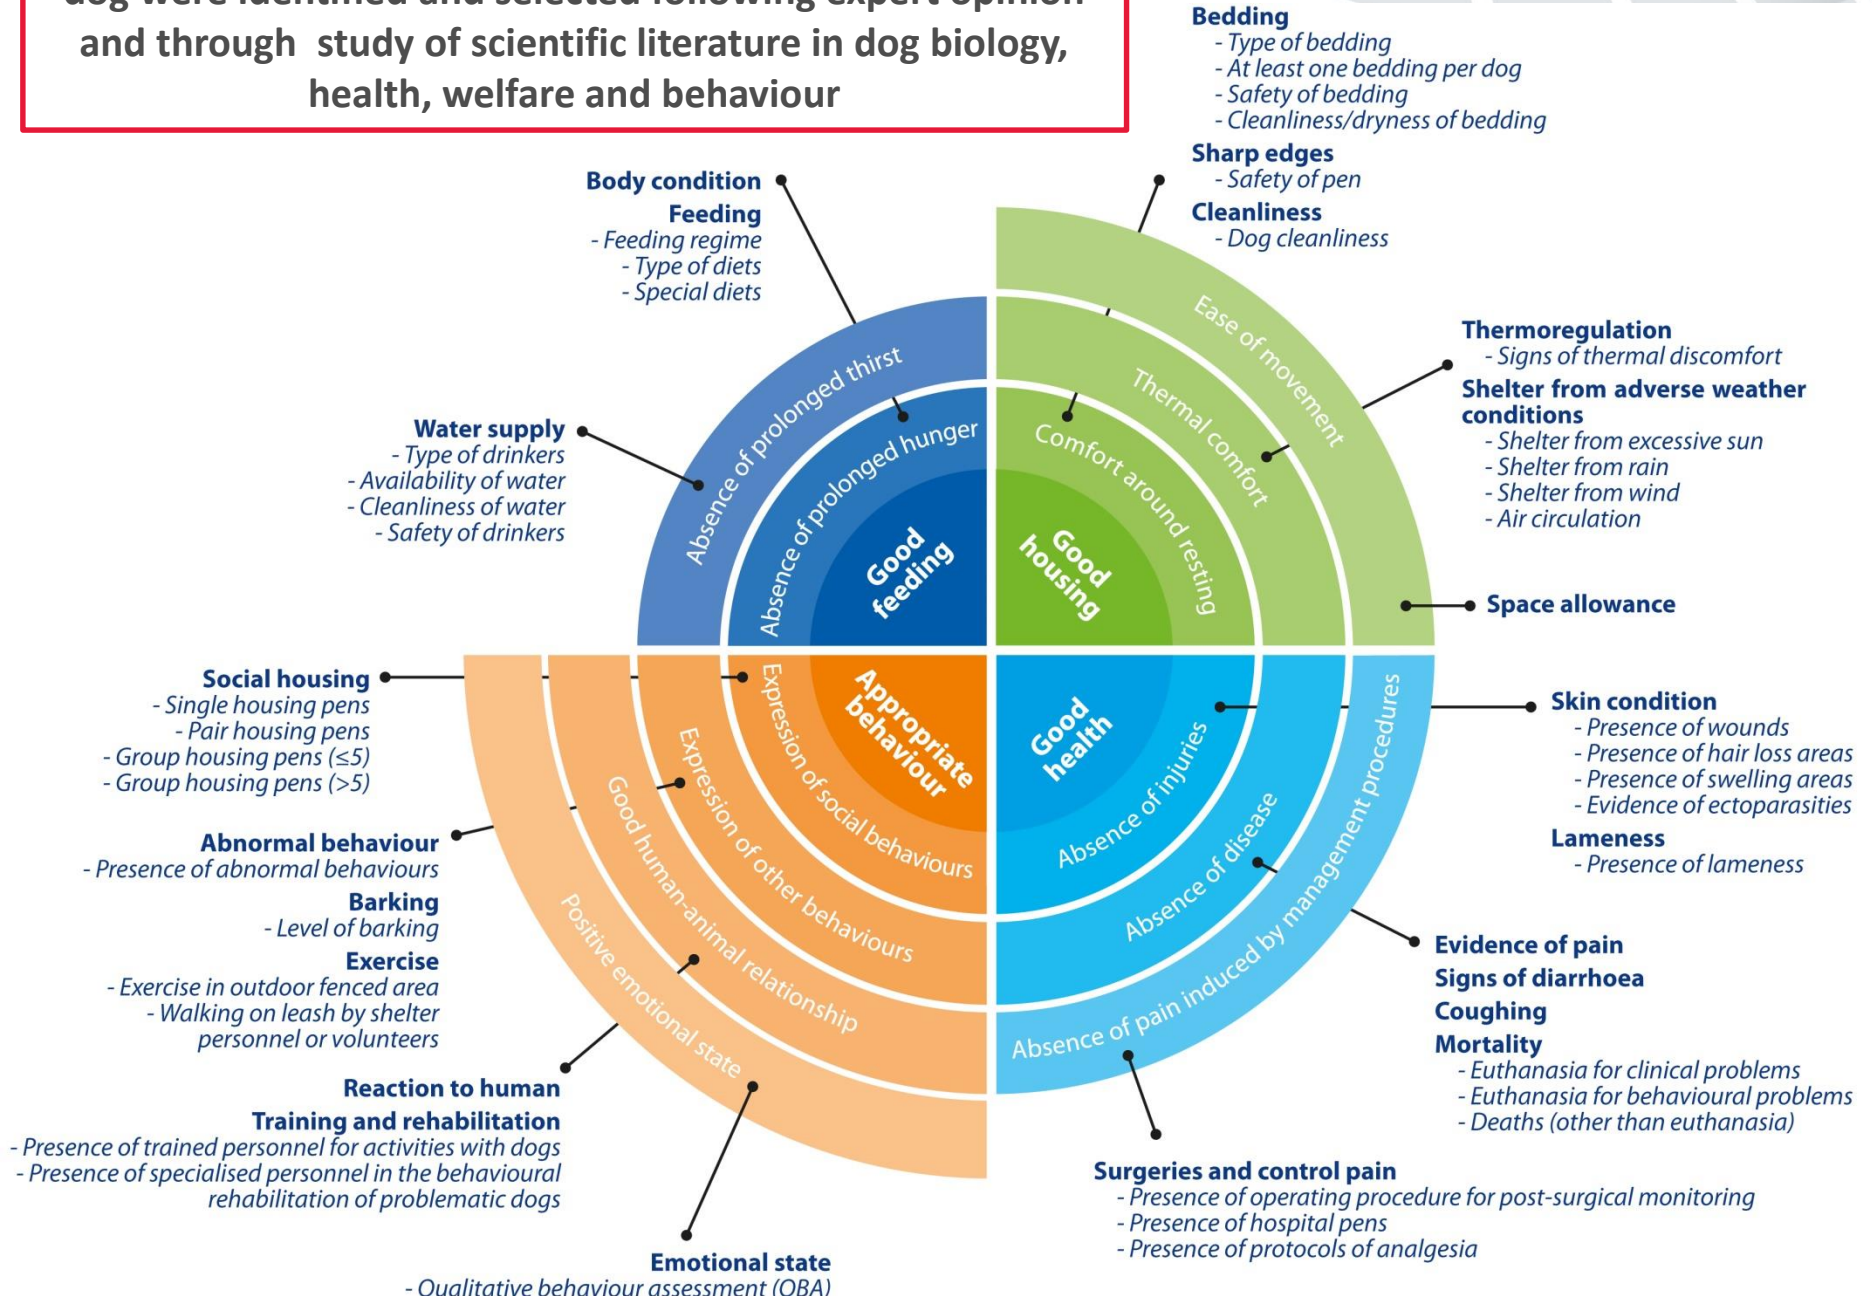 dog were identified and selected following expert opinion
and through study of scientific literature in dog biology,
health, welfare and behaviour
Bedding
- Type of bedding
- At least one bedding per dog
- Safety of bedding
- Cleanliness/dryness of bedding
Sharp edges
- Safety of pen
Cleanliness
- Dog cleanliness
Body condition
Feeding
- Feeding regime
- Type of diets
- Special diets
Water supply
- Type of drinkers
- Availability of water
- Cleanliness of water
- Safety of drinkers
Absence of prolonged thirst
Absence of prolonged hunger
Good
feeding
Ease of movement
Thermal comfort
Comfort around resting
Good
housing
Thermoregulation
- Signs of thermal discomfort
Shelter from adverse weather
conditions
- Shelter from excessive sun
- Shelter from rain
- Shelter from wind
- Air circulation
Space allowance
Social housing
- Single housing pens
- Pair housing pens
- Group housing pens (≤5)
- Group housing pens (>5)
Abnormal behaviour
- Presence of abnormal behaviours
Barking
- Level of barking
Exercise
- Exercise in outdoor fenced area
- Walking on leash by shelter
personnel or volunteers
Reaction to human
Training and rehabilitation
- Presence of trained personnel for activities with dogs
- Presence of specialised personnel in the behavioural
rehabilitation of problematic dogs
Emotional state
- Qualitative behaviour assessment (QBA)
Appropriate
behaviour
Expression of social behaviours
Expression of other behaviours
Good human-animal relationship
Positive emotional state
Good
health
Absence of injuries
Absence of disease
Absence of pain induced by management procedures
Skin condition
- Presence of wounds
- Presence of hair loss areas
- Presence of swelling areas
- Evidence of ectoparasities
Lameness
- Presence of lameness
Evidence of pain
Signs of diarrhoea
Coughing
Mortality
- Euthanasia for clinical problems
- Euthanasia for behavioural problems
- Deaths (other than euthanasia)
Surgeries and control pain
- Presence of operating procedure for post-surgical monitoring
- Presence of hospital pens
- Presence of protocols of analgesia